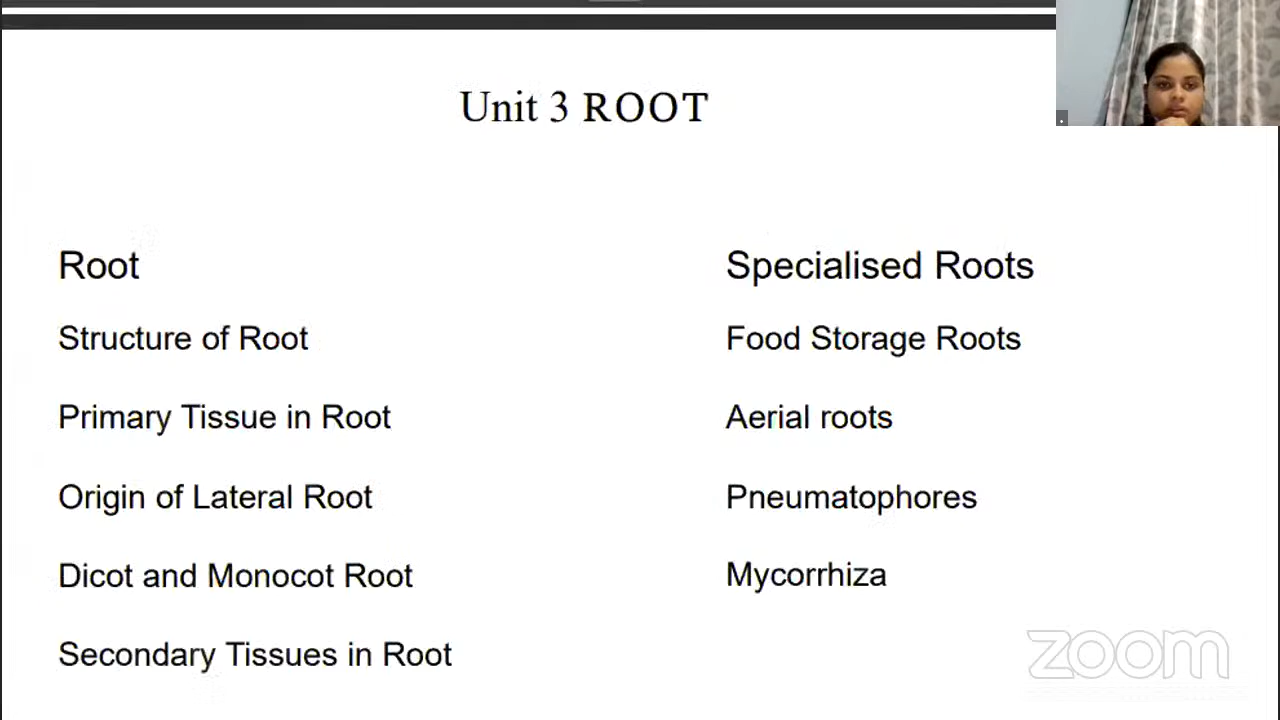 Unit 3 ROOT
Root
Structure of Root
Primary Tissue in Root
Origin of Lateral Root
Dicot and Monocot Root
Secondary Tissues in Root
Specialised Roots
Food Storage Roots
Aerial roots
Pneumatophores
Mycorrhiza
zoom